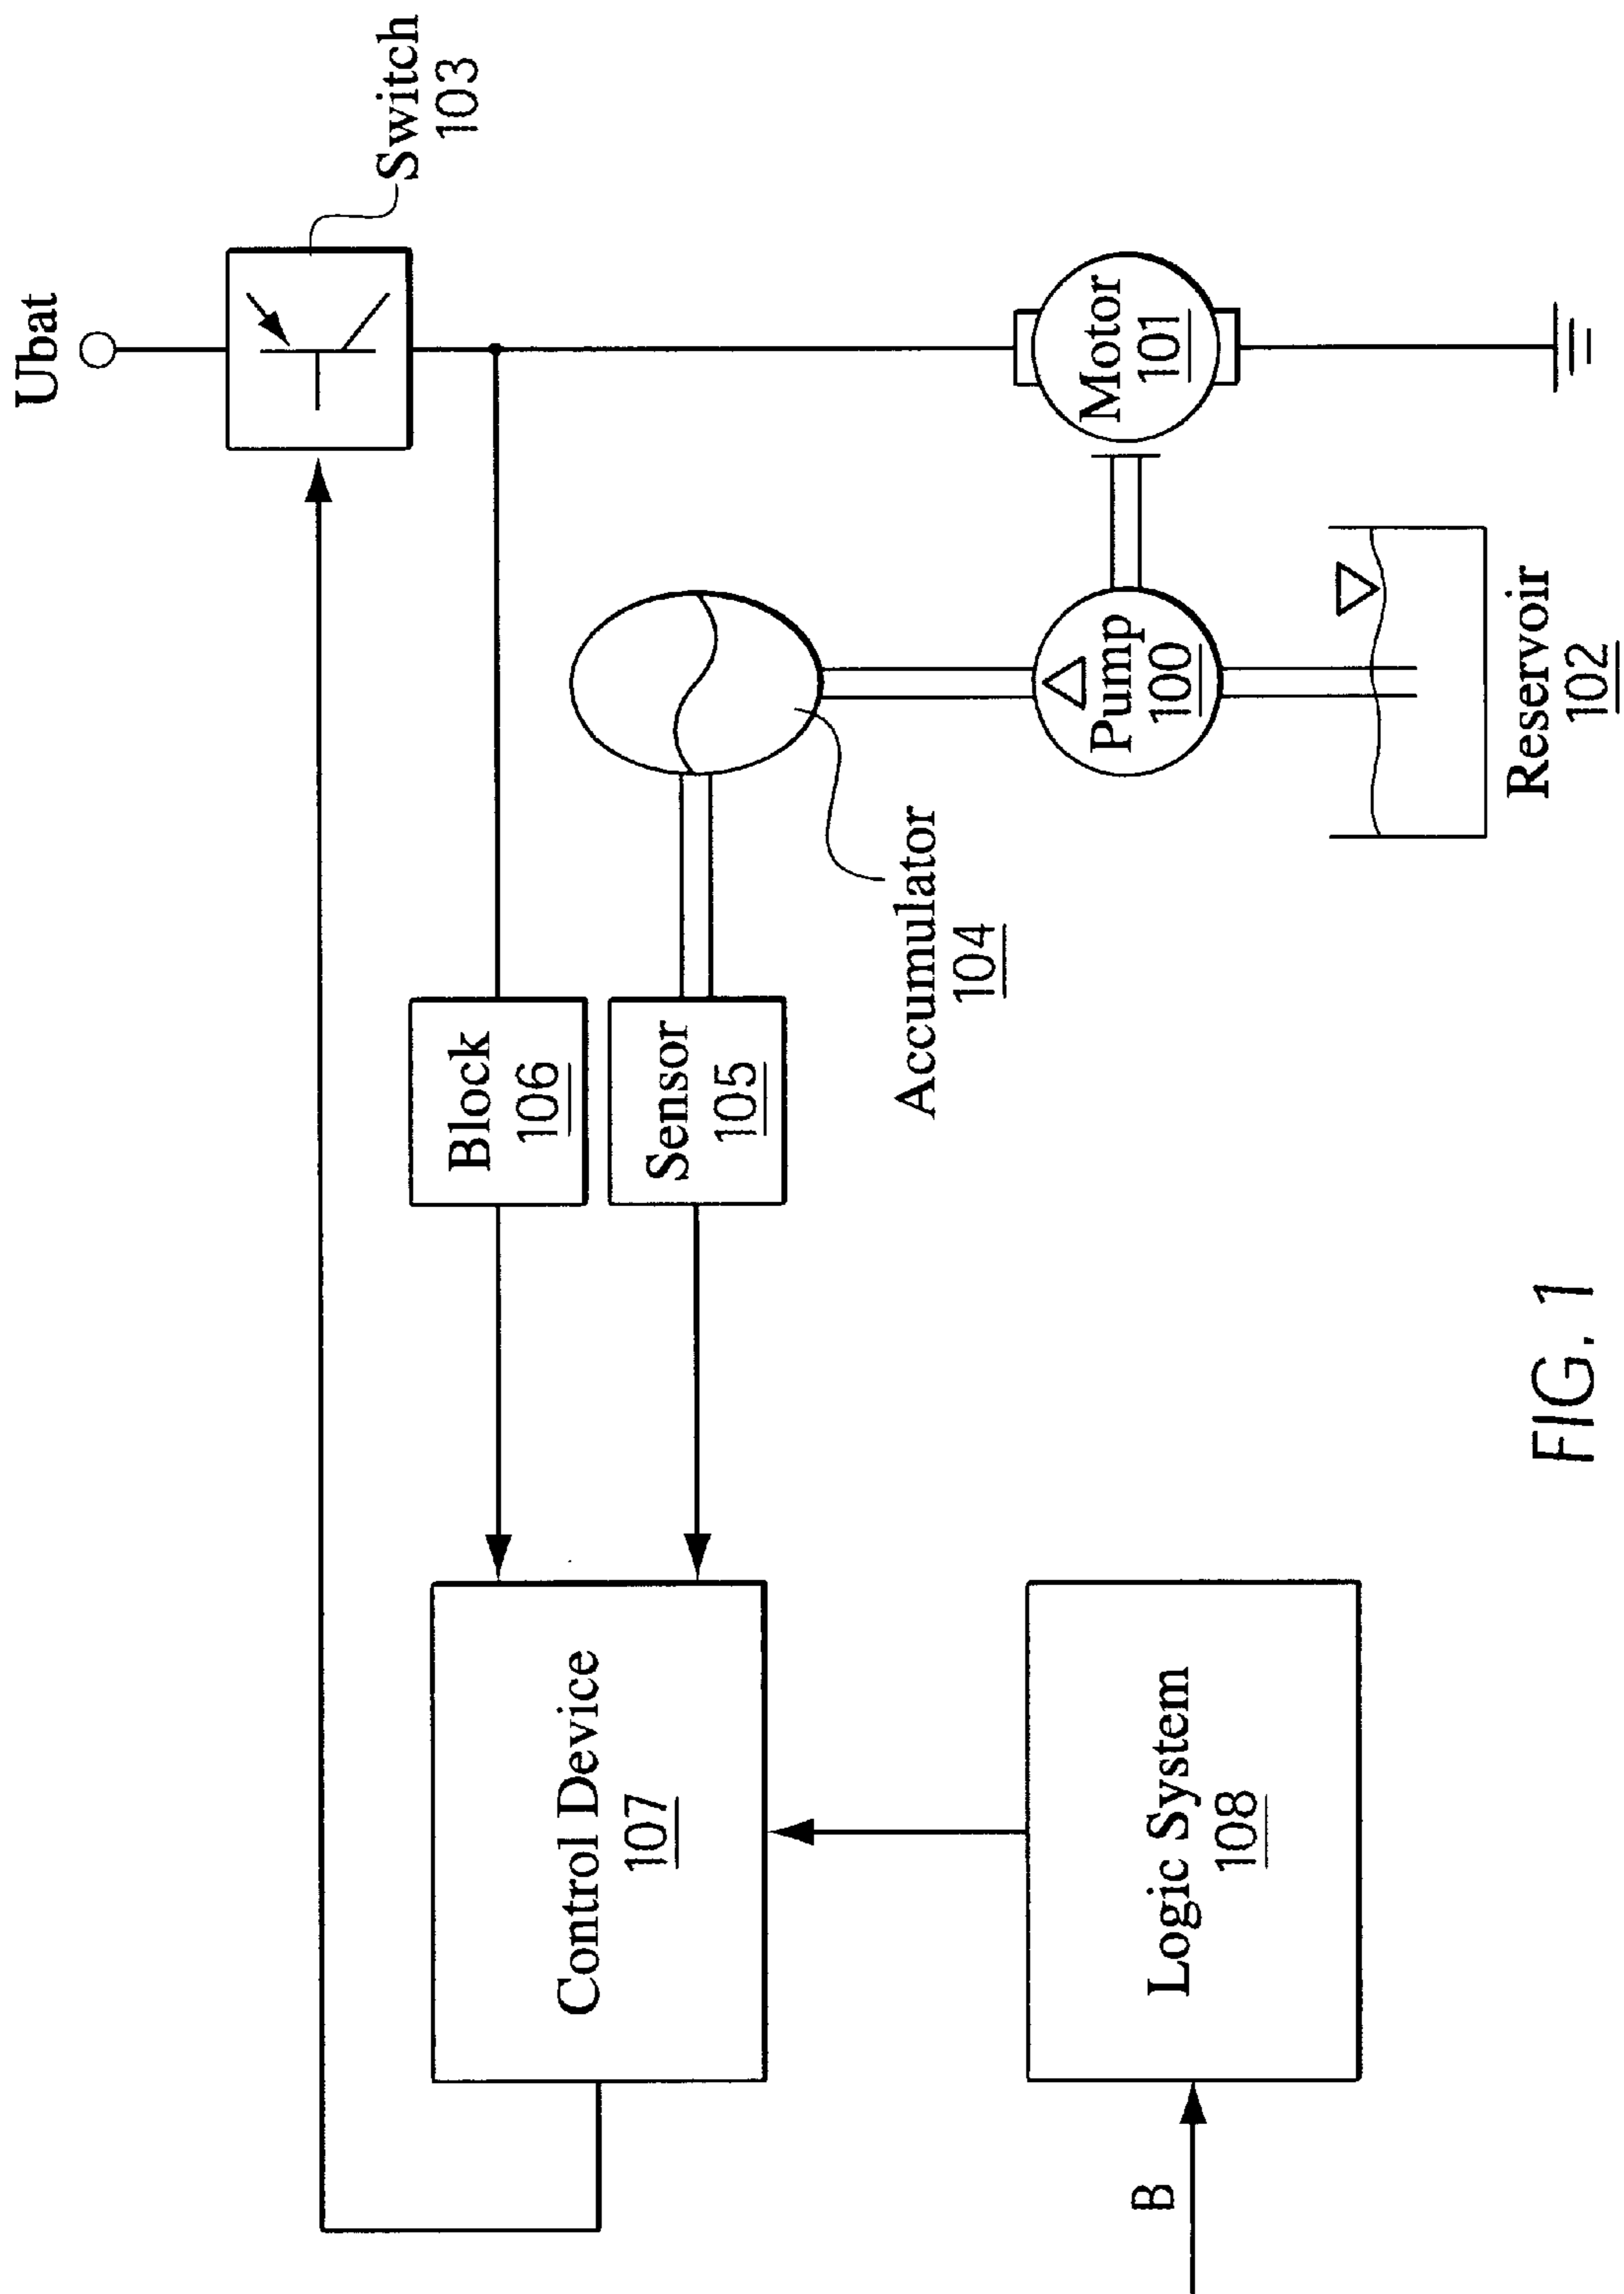 Ubat
Switch
103
Block
106
Sensor
105
Control Device
107
Accumulator
104
Motor
101
Pump
100
Logic System
108
B
Reservoir
102
FIG. 1